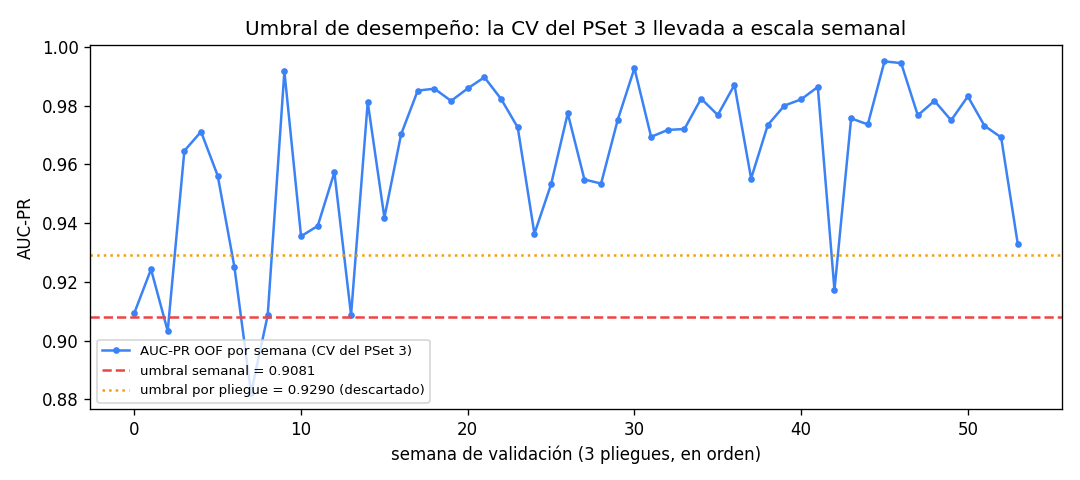 Umbral de desempeño: la CV del PSet 3 llevada a escala semanal
AUC-PR
1.00
0.98
0.96
0.94
0.92
0.90
0.88
AUC-PR OOF por semana (CV del PSet 3)
umbral semanal = 0.9081
umbral por pliegue = 0.9290 (descartado)
0 10 20 30 40 50
semana de validación (3 pliegues, en orden)